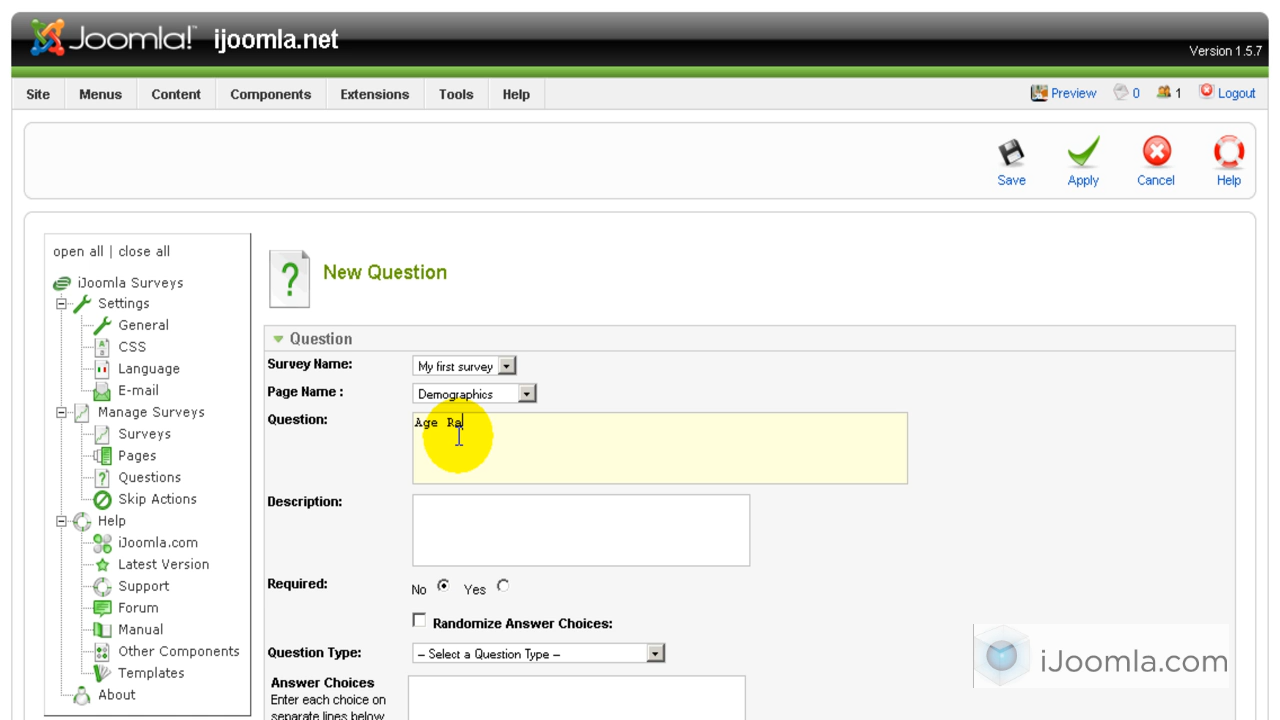 Joomla! ijoomla.net
Version 1.5.7
Site Menus Content Components Extensions Tools Help Preview 0 1 Logout
Save Apply Cancel Help
open all | close all
iJoomla Surveys
Settings
General
CSS
Language
E-mail
Manage Surveys
Surveys
Pages
Questions
Skip Actions
Help
iJoomla.com
Latest Version
Support
Forum
Manual
Other Components
Templates
About
New Question
Question
Survey Name: My first survey
Page Name : Demographics
Question: Age Ra
Description:
Required: No Yes
Randomize Answer Choices:
Question Type: – Select a Question Type –
Answer Choices
Enter each choice on
separate lines below
iJoomla.com